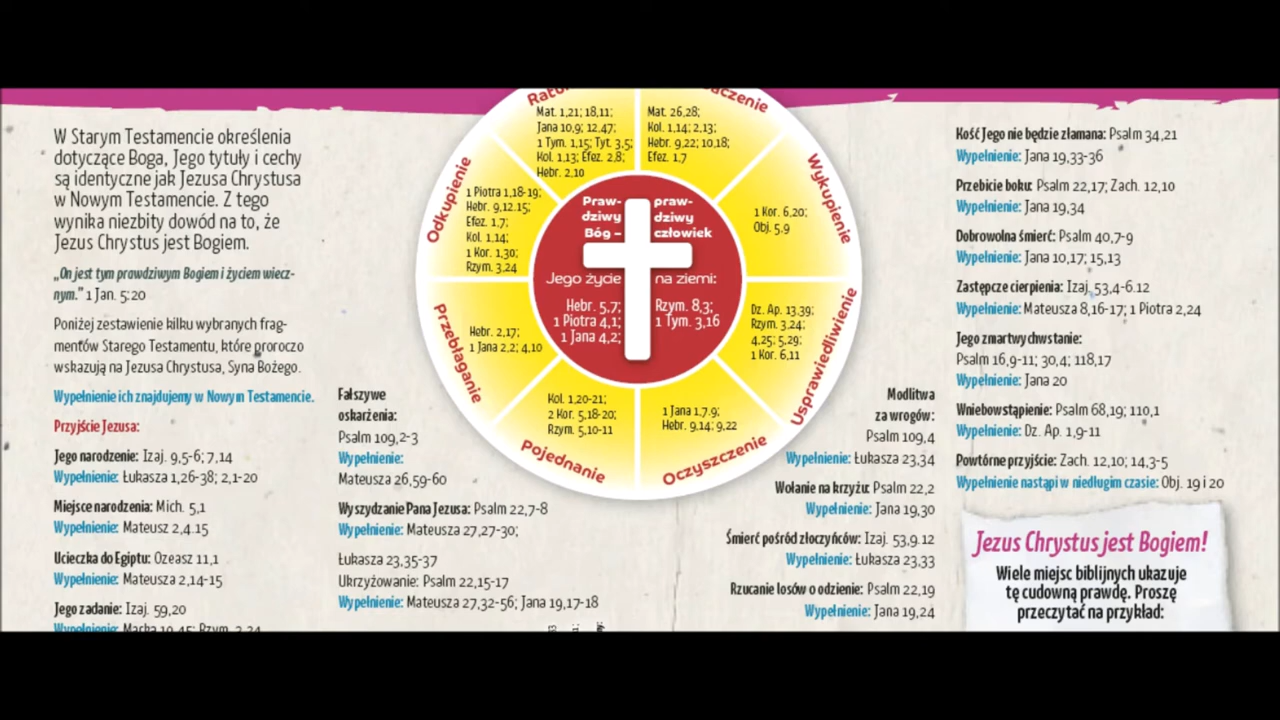 W Starym Testamencie określenia
dotyczące Boga, Jego tytuły i cechy
są identyczne jak Jezusa Chrystusa
w Nowym Testamencie. Z tego
wynika niezbity dowód na to, że
Jezus Chrystus jest Bogiem.
„On jest tym prawdziwym Bogiem i życiem wiecz-
nym." 1 Jan. 5:20
Poniżej zestawienie kilku wybranych frag-
mentów Starego Testamentu, które proroczo
wskazują na Jezusa Chrystusa, Syna Bożego.
Wypełnienie ich znajdujemy w Nowym Testamencie.
Przyjście Jezusa:
Jego narodzenie: Izaj. 9,5-6; 7,14
Wypełnienie: Łukasza 1,26-38; 2,1-20
Miejsce narodzenia: Mich. 5,1
Wypełnienie: Mateusz 2,4.15
Ucieczka do Egiptu: Ozeasz 11,1
Wypełnienie: Mateusza 2,14-15
Jego zadanie: Izaj. 59,20
Wypełnienie: Marka 10,45; Rzym. 3,24
Fałszywe
oskarżenia:
Psalm 109,2-3
Wypełnienie:
Mateusza 26,59-60
Wyszydzanie Pana Jezusa: Psalm 22,7-8
Wypełnienie: Mateusza 27,27-30;
Łukasza 23,35-37
Ukrzyżowanie: Psalm 22,15-17
Wypełnienie: Mateusza 27,32-56; Jana 19,17-18
Mat. 1,21; 18,11;
Jana 10,9; 12,47;
1 Tym. 1,15; Tyt. 3,5;
Kol. 1,13; Efez. 2,8;
Hebr. 2,10
Mat. 26,28;
Kol. 1,14; 2,13;
Hebr. 9,22; 10,18;
Efez. 1,7
Wykupienie
1 Kor. 6,20;
Obj. 5,9
Usprawiedliwienie
Dz. Ap. 13,39;
Rzym. 3,24;
4,25; 5,29;
1 Kor. 6,11
Oczyszczenie
1 Jana 1,7.9;
Hebr. 9,14; 9,22
Pojednanie
Kol. 1,20-21;
2 Kor. 5,18-20;
Rzym. 5,10-11
Przebłaganie
Hebr. 2,17;
1 Jana 2,2; 4,10
Odkupienie
1 Piotra 1,18-19;
Hebr. 9,12.15;
Efez. 1,7;
Kol. 1,14;
1 Kor. 1,30;
Rzym. 3,24
Praw- praw-
dziwy dziwy
Bóg – człowiek
Jego życie na ziemi:
Hebr. 5,7; Rzym. 8,3;
1 Piotra 4,1; 1 Tym. 3,16
1 Jana 4,2;
Modlitwa
za wrogów:
Psalm 109,4
Wypełnienie: Łukasza 23,34
Wołanie na krzyżu: Psalm 22,2
Wypełnienie: Jana 19,30
Śmierć pośród złoczyńców: Izaj. 53,9.12
Wypełnienie: Łukasza 23,33
Rzucanie losów o odzienie: Psalm 22,19
Wypełnienie: Jana 19,24
Kość Jego nie będzie złamana: Psalm 34,21
Wypełnienie: Jana 19,33-36
Przebicie boku: Psalm 22,17; Zach. 12,10
Wypełnienie: Jana 19,34
Dobrowolna śmierć: Psalm 40,7-9
Wypełnienie: Jana 10,17; 15,13
Zastępcze cierpienia: Izaj. 53,4-6.12
Wypełnienie: Mateusza 8,16-17; 1 Piotra 2,24
Jego zmartwychwstanie:
Psalm 16,9-11; 30,4; 118,17
Wypełnienie: Jana 20
Wniebowstąpienie: Psalm 68,19; 110,1
Wypełnienie: Dz. Ap. 1,9-11
Powtórne przyjście: Zach. 12,10; 14,3-5
Wypełnienie nastąpi w niedługim czasie: Obj. 19 i 20
Jezus Chrystus jest Bogiem!
Wiele miejsc biblijnych ukazuje
tę cudowną prawdę. Proszę
przeczytać na przykład: